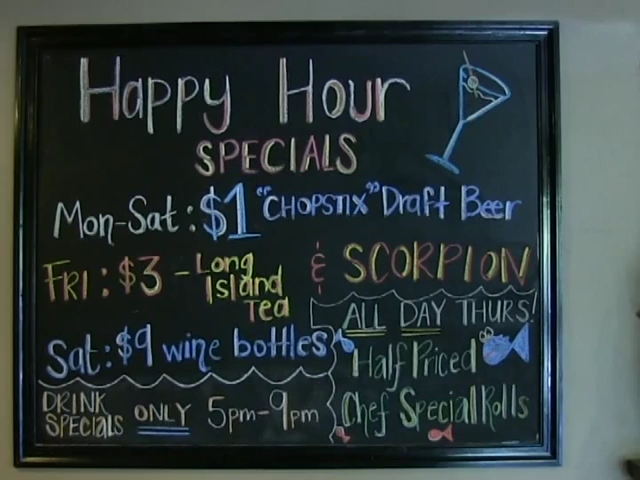 Happy Hour
SPECIALS
Mon-Sat: $1 "CHOPSTIX" Draft Beer
FRI: $3 - Long Island Tea & SCORPION
Sat: $9 wine bottles
DRINK SPECIALS ONLY 5pm-9pm
ALL DAY THURS!
Half Priced
Chef Special Rolls